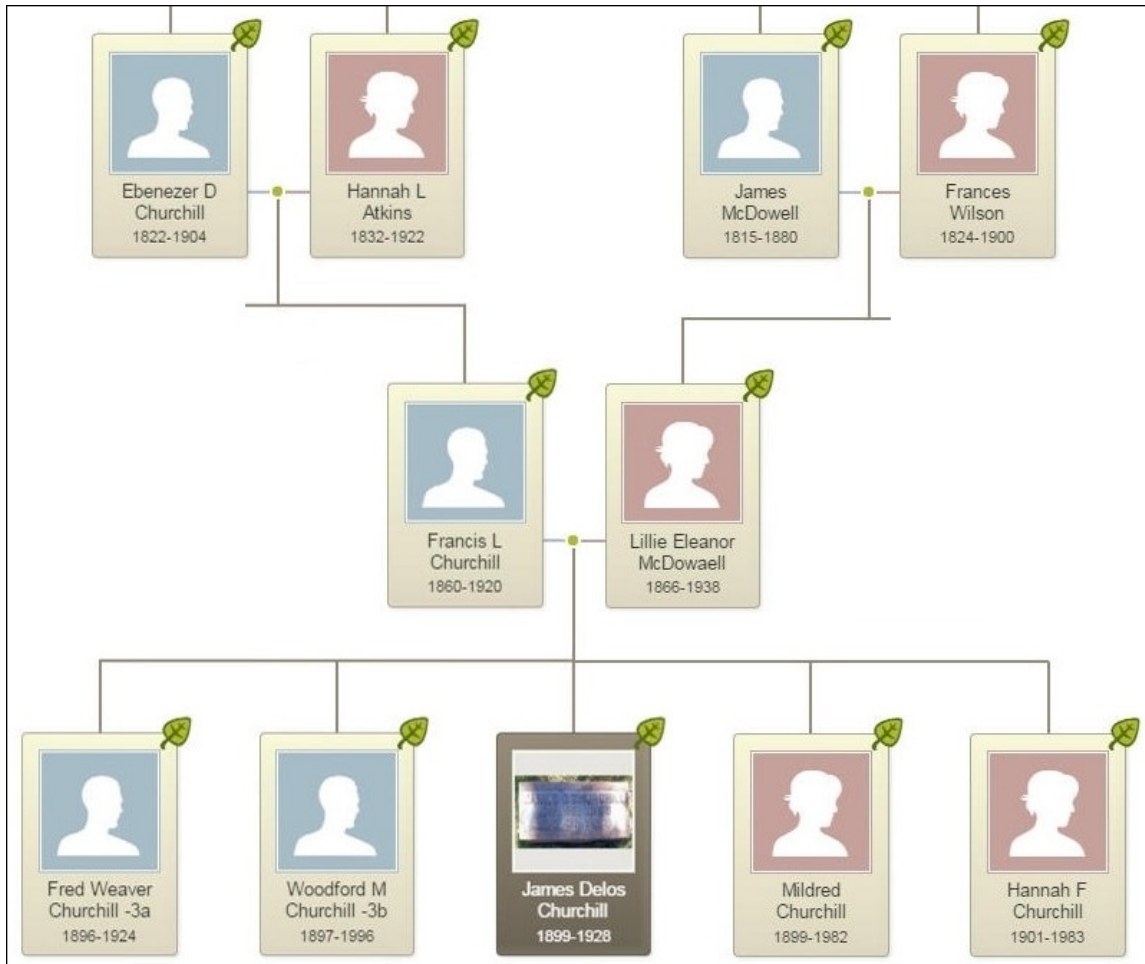 Ebenezer D
Churchill
1822-1904
Hannah L
Atkins
1832-1922
James
McDowell
1815-1880
Frances
Wilson
1824-1900
Francis L
Churchill
1860-1920
Lillie Eleanor
McDowaell
1866-1938
Fred Weaver
Churchill -3a
1896-1924
Woodford M
Churchill -3b
1897-1996
James Delos
Churchill
1899-1928
Mildred
Churchill
1899-1982
Hannah F
Churchill
1901-1983